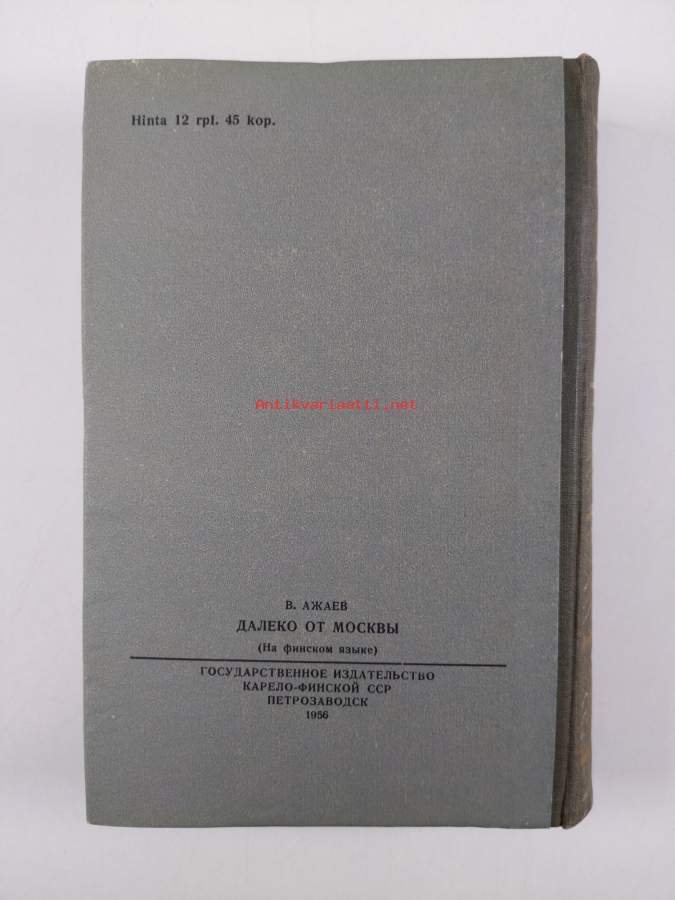 Hinta 12 rpl. 45 kop.
Antikvariaatti.net
В. АЖАЕВ
ДАЛЕКО ОТ МОСКВЫ
(На финском языке)
ГОСУДАРСТВЕННОЕ ИЗДАТЕЛЬСТВО
КАРЕЛО-ФИНСКОЙ ССР
ПЕТРОЗАВОДСК
1956